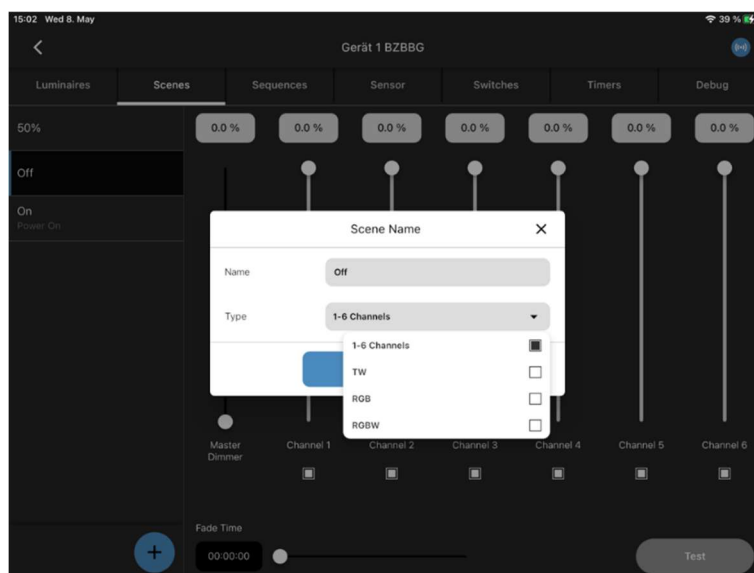 15:02 Wed 8. May
39 %
Gerät 1 BZBBG
Luminaires Scenes Sequences Sensor Switches Timers Debug
50%
0.0 % 0.0 % 0.0 % 0.0 % 0.0 % 0.0 % 0.0 %
Off
On
Power On
Scene Name
Name Off
Type 1-6 Channels
1-6 Channels
TW
RGB
RGBW
Master Dimmer
Channel 1 Channel 2 Channel 3 Channel 4 Channel 5 Channel 6
Fade Time
00:00:00
Test